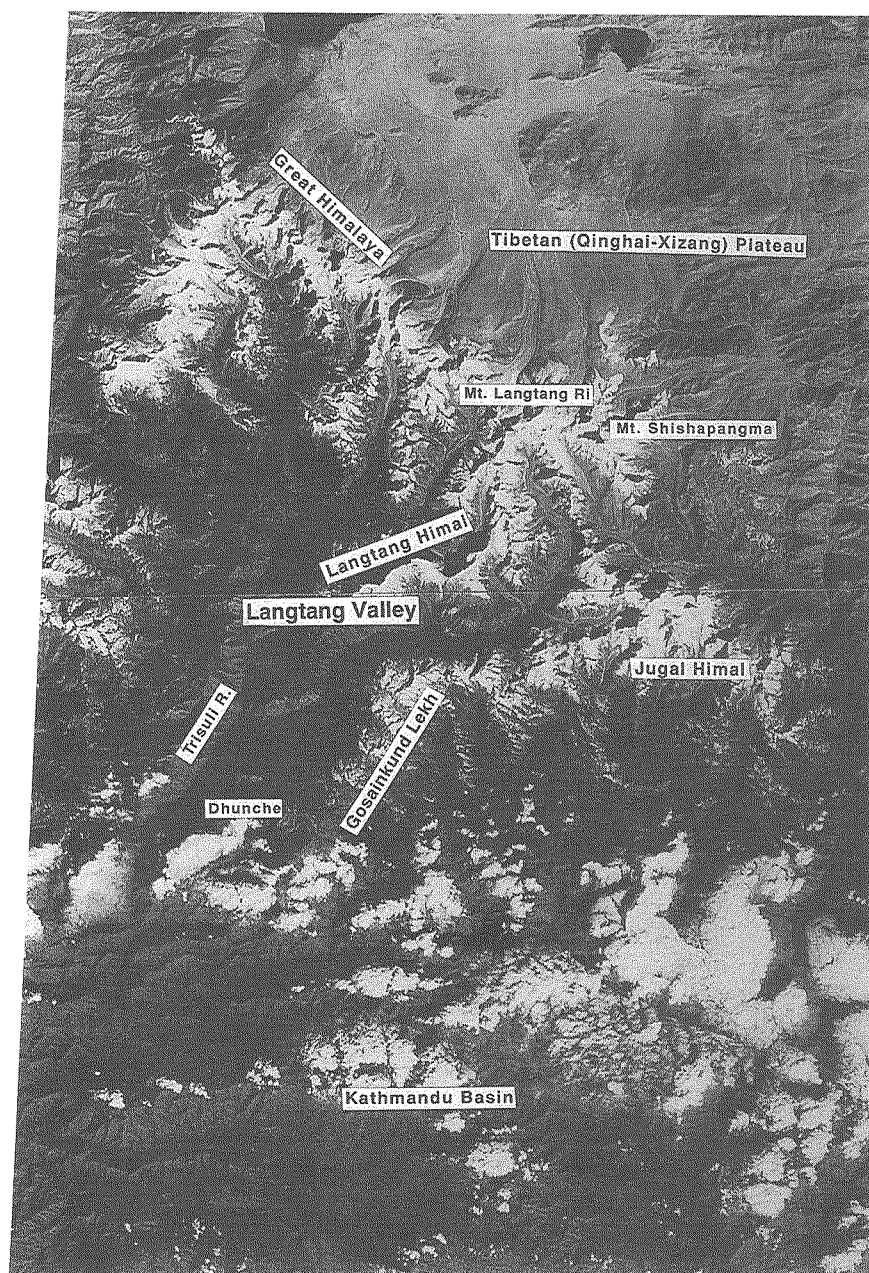 Great Himalaya
Tibetan (Qinghai-Xizang) Plateau
Mt. Langtang Ri
Mt. Shishapangma
Langtang Himal
Langtang Valley
Jugal Himal
Trisuli R.
Gosainkund Lekh
Dhunche
Kathmandu Basin